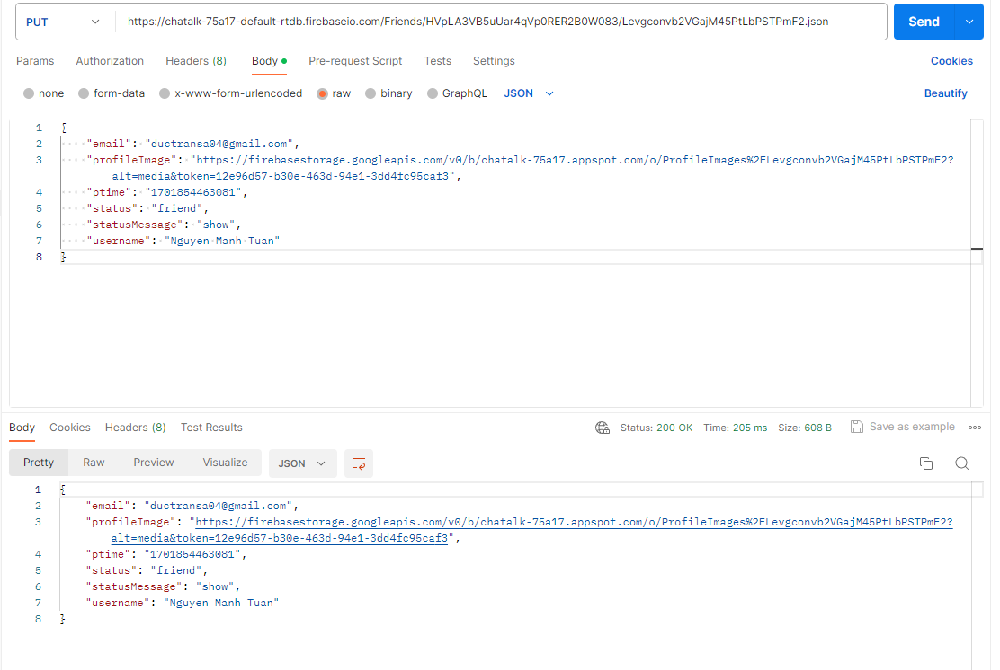 PUT https://chatalk-75a17-default-rtdb.firebaseio.com/Friends/HVpLA3VB5uUar4qVp0RER2B0W083/Levgconvb2VGajM45PtLbPSTPmF2.json Send
Params Authorization Headers (8) Body Pre-request Script Tests Settings Cookies
none form-data x-www-form-urlencoded raw binary GraphQL JSON Beautify
1 {
2 "email": "ductransa04@gmail.com",
3 "profileImage": "https://firebasestorage.googleapis.com/v0/b/chatalk-75a17.appspot.com/o/ProfileImages%2FLevgconvb2VGajM45PtLbPSTPmF2?
alt=media&token=12e96d57-b30e-463d-94e1-3dd4fc95caf3",
4 "ptime": "1701854463081",
5 "status": "friend",
6 "statusMessage": "show",
7 "username": "Nguyen Manh Tuan"
8 }
Body Cookies Headers (8) Test Results Status: 200 OK Time: 205 ms Size: 608 B Save as example
Pretty Raw Preview Visualize JSON
1 {
2 "email": "ductransa04@gmail.com",
3 "profileImage": "https://firebasestorage.googleapis.com/v0/b/chatalk-75a17.appspot.com/o/ProfileImages%2FLevgconvb2VGajM45PtLbPSTPmF2?
alt=media&token=12e96d57-b30e-463d-94e1-3dd4fc95caf3",
4 "ptime": "1701854463081",
5 "status": "friend",
6 "statusMessage": "show",
7 "username": "Nguyen Manh Tuan"
8 }